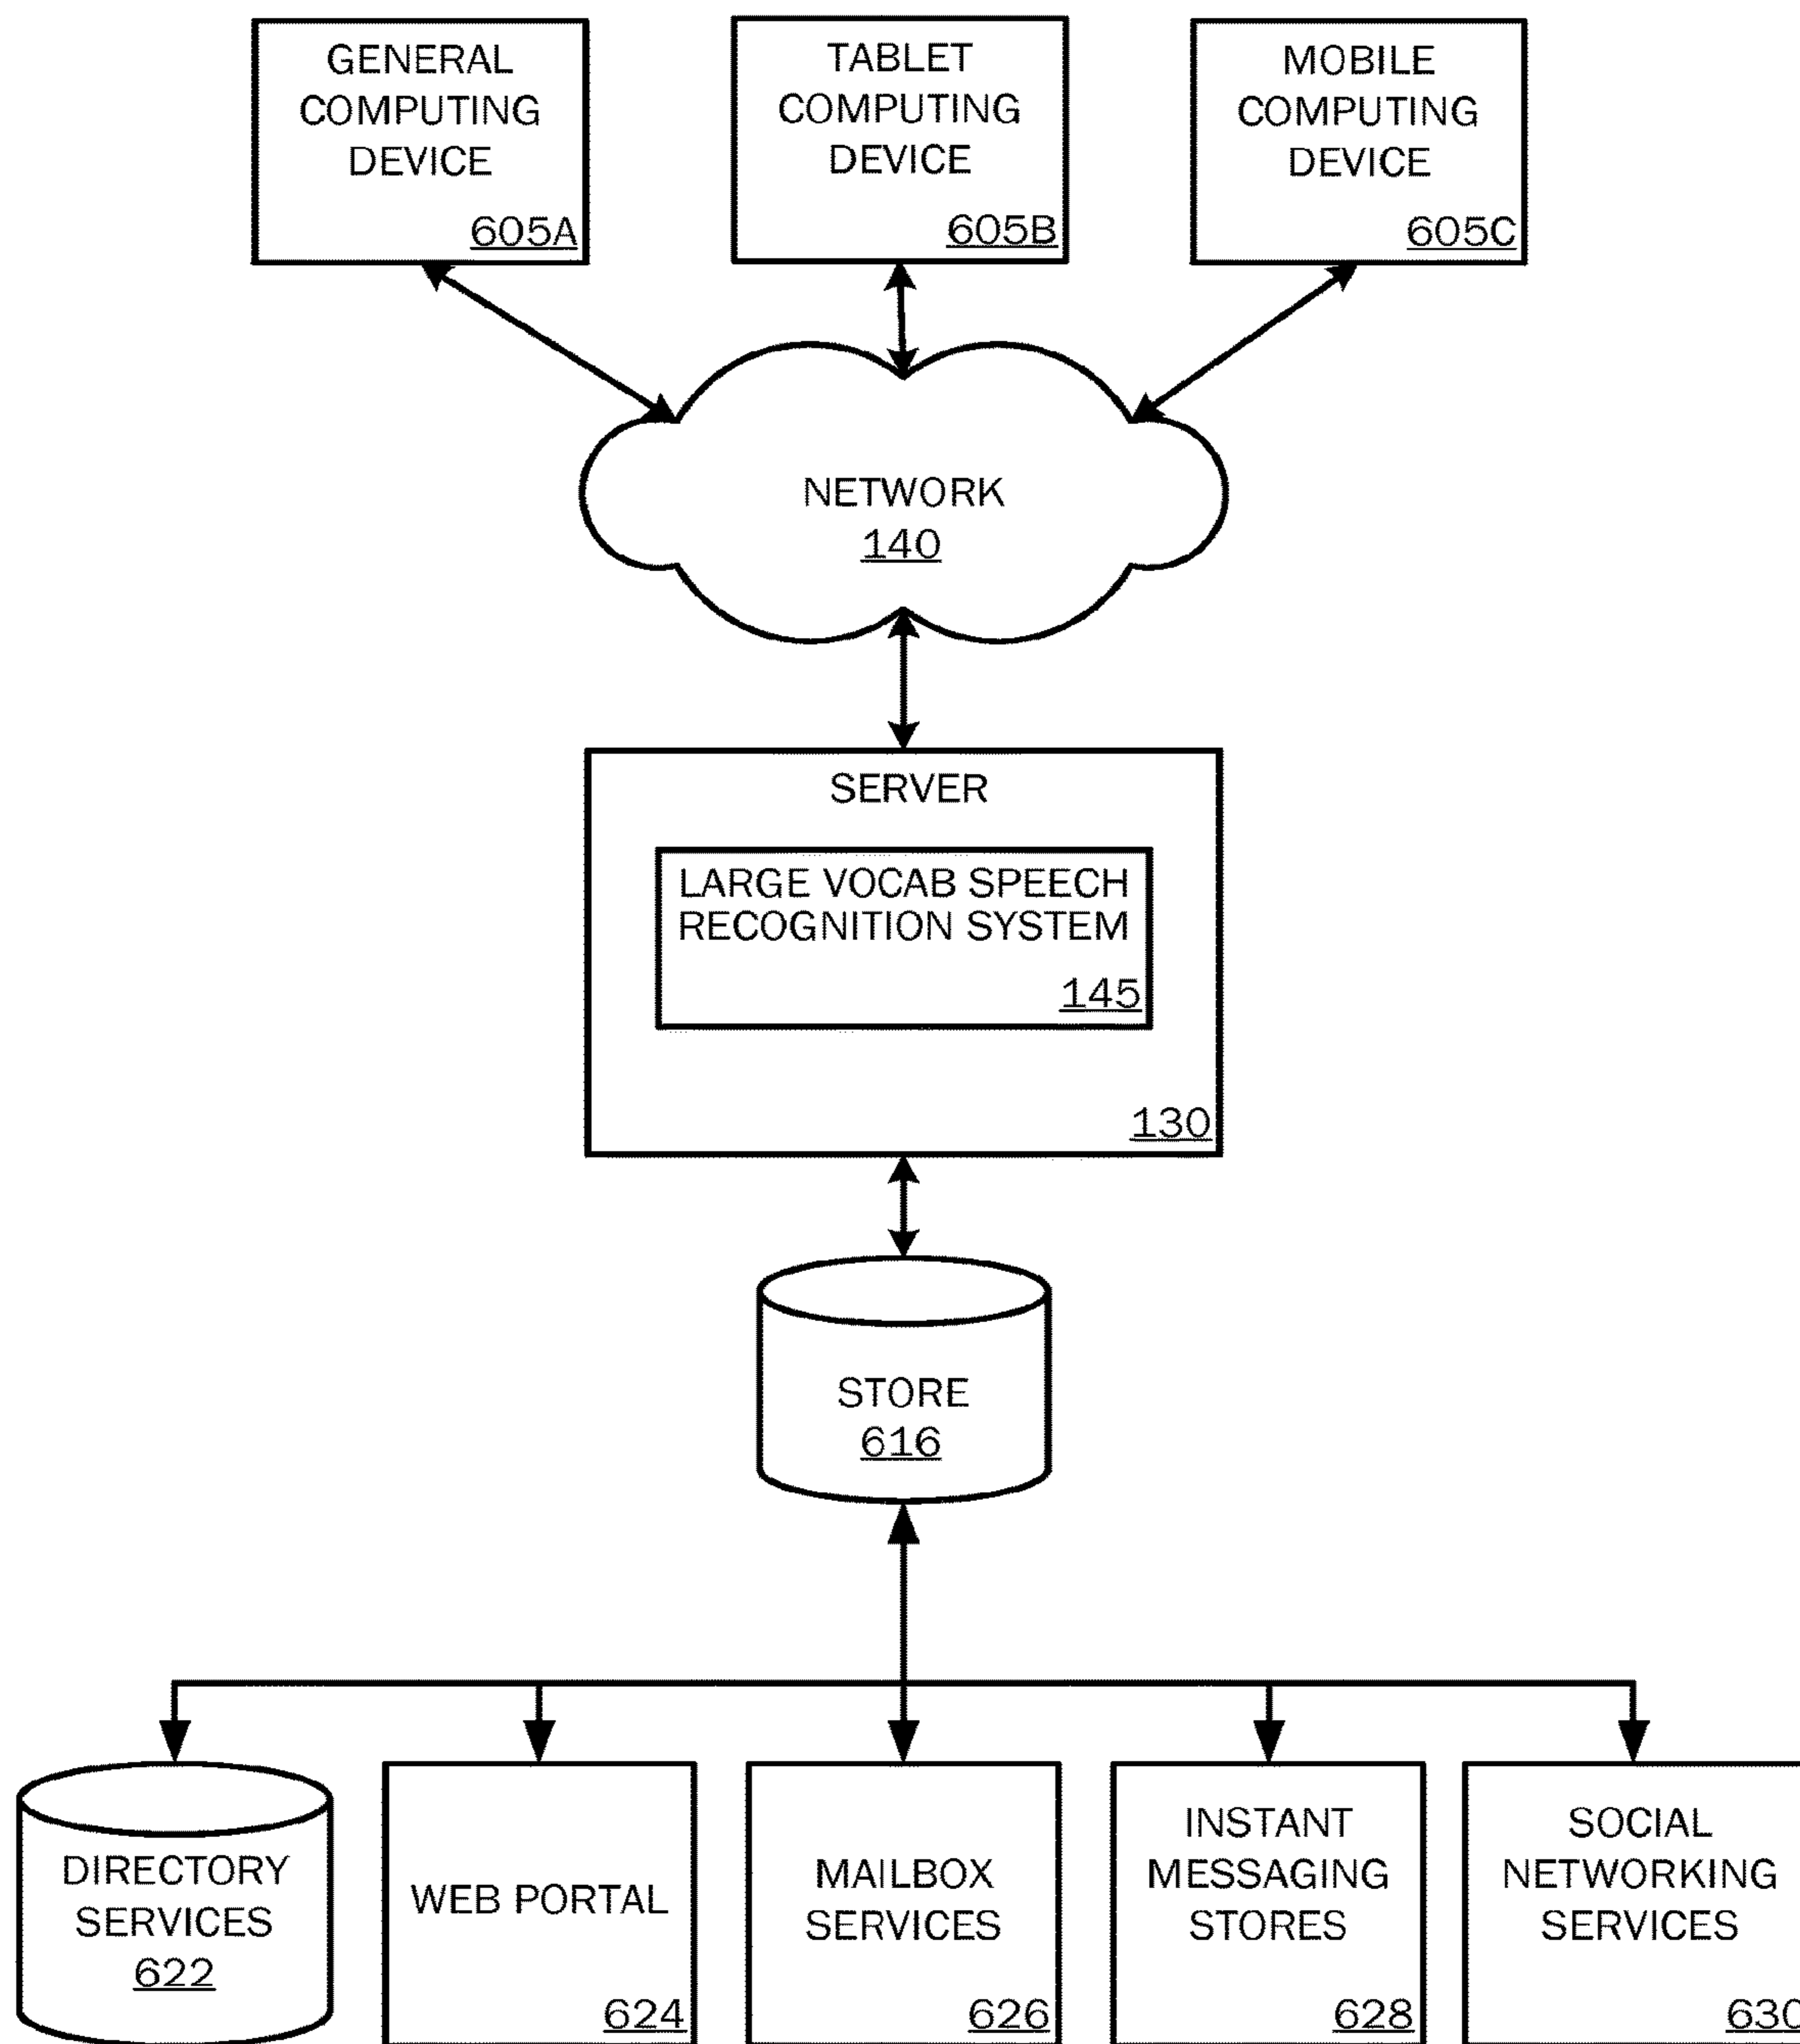 GENERAL
COMPUTING
DEVICE
605A
TABLET
COMPUTING
DEVICE
605B
MOBILE
COMPUTING
DEVICE
605C
NETWORK
140
SERVER
LARGE VOCAB SPEECH
RECOGNITION SYSTEM
145
130
STORE
616
DIRECTORY
SERVICES
622
WEB PORTAL
624
MAILBOX
SERVICES
626
INSTANT
MESSAGING
STORES
628
SOCIAL
NETWORKING
SERVICES
630